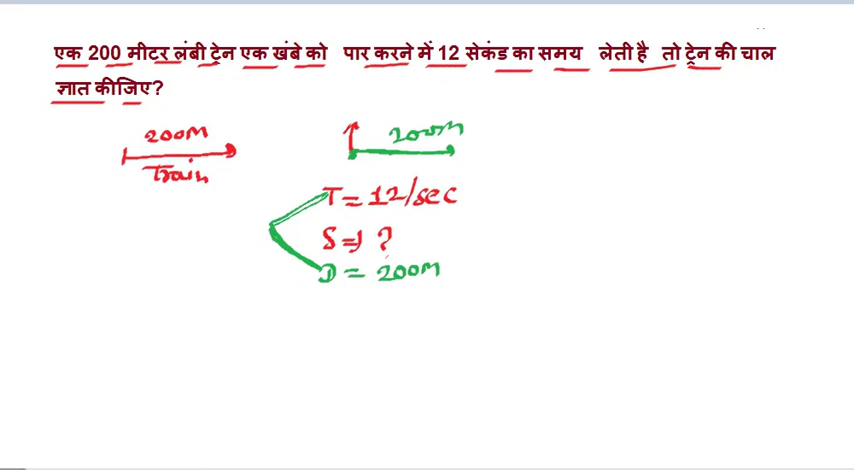 एक 200 मीटर लंबी ट्रेन एक खंबे को पार करने में 12 सेकंड का समय लेती है तो ट्रेन की चाल
ज्ञात कीजिए?
200M
Train
200m
T = 12/sec
S = ?
D = 200M